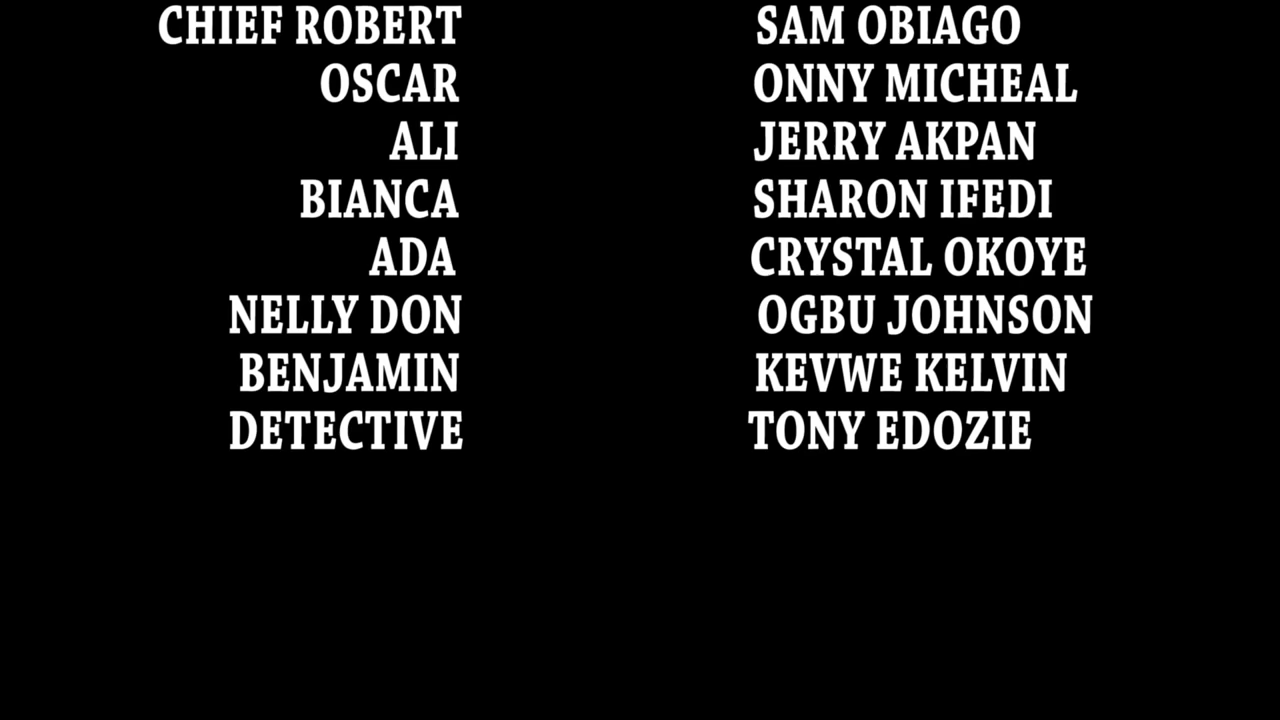 CHIEF ROBERT SAM OBIAGO
OSCAR ONNY MICHEAL
ALI JERRY AKPAN
BIANCA SHARON IFEDI
ADA CRYSTAL OKOYE
NELLY DON OGBU JOHNSON
BENJAMIN KEVWE KELVIN
DETECTIVE TONY EDOZIE